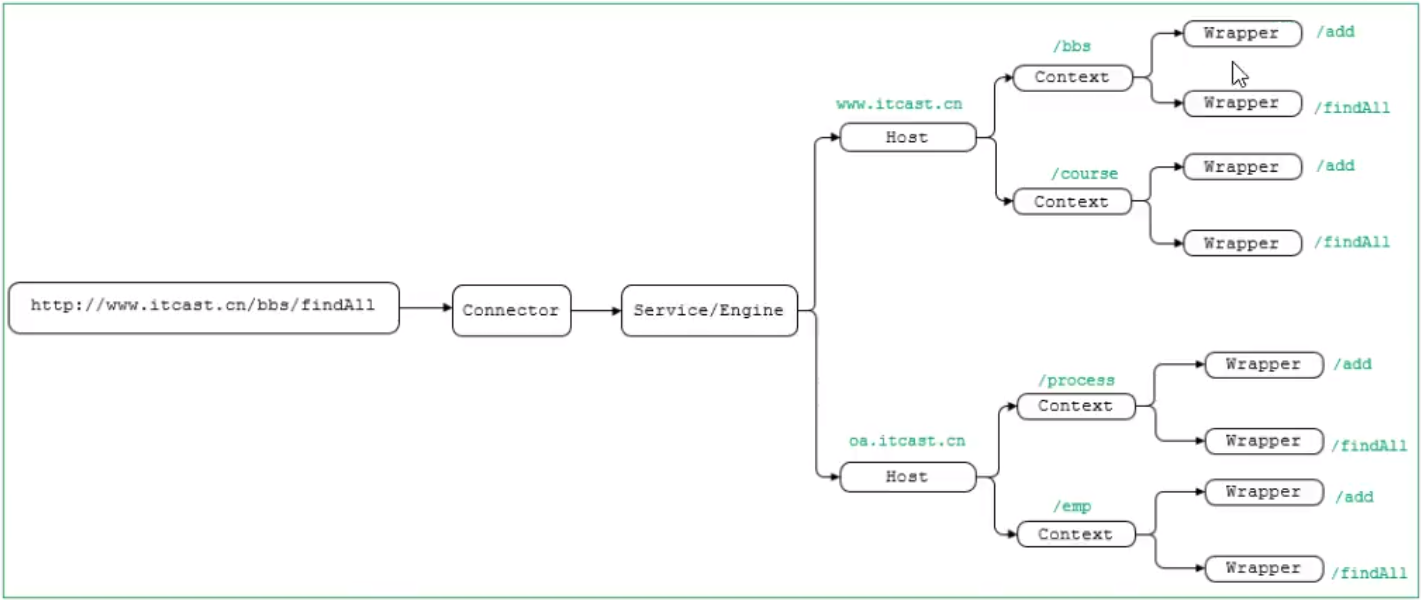 http://www.itcast.cn/bbs/findAll
Connector
Service/Engine
www.itcast.cn
Host
/bbs
Context
Wrapper
/add
Wrapper
/findAll
/course
Context
Wrapper
/add
Wrapper
/findAll
oa.itcast.cn
Host
/process
Context
Wrapper
/add
Wrapper
/findAll
/emp
Context
Wrapper
/add
Wrapper
/findAll